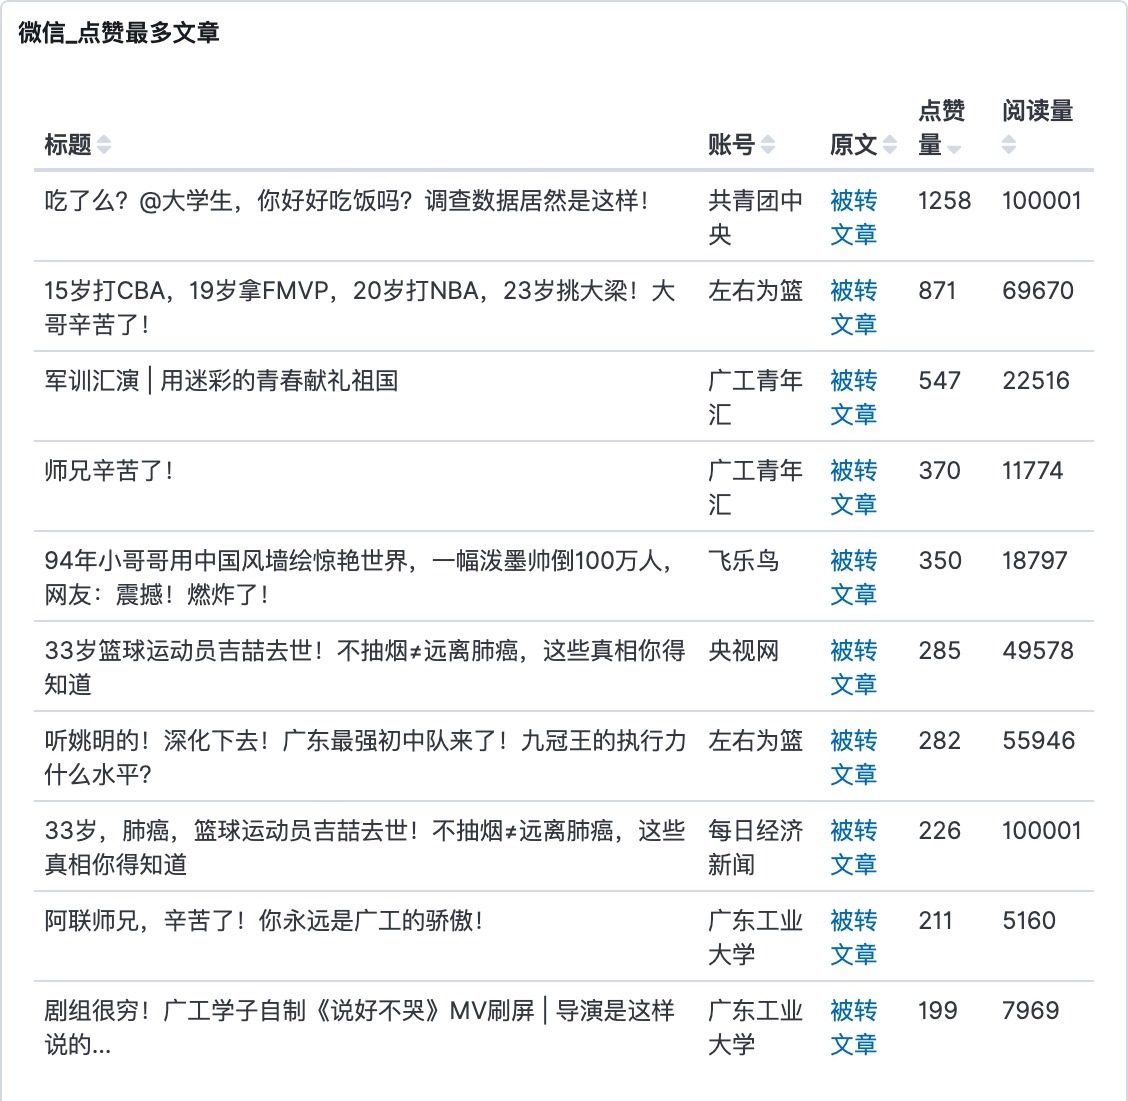 微信_点赞最多文章
标题 账号 原文 点赞量 阅读量
吃了么？@大学生，你好好吃饭吗？调查数据居然是这样！ 共青团中央 被转文章 1258 100001
15岁打CBA，19岁拿FMVP，20岁打NBA，23岁挑大梁！大哥辛苦了！ 左右为篮 被转文章 871 69670
军训汇演 | 用迷彩的青春献礼祖国 广工青年汇 被转文章 547 22516
师兄辛苦了！ 广工青年汇 被转文章 370 11774
94年小哥哥用中国风墙绘惊艳世界，一幅泼墨帅倒100万人，网友：震撼！燃炸了！ 飞乐鸟 被转文章 350 18797
33岁篮球运动员吉喆去世！不抽烟≠远离肺癌，这些真相你得知道 央视网 被转文章 285 49578
听姚明的！深化下去！广东最强初中队来了！九冠王的执行力什么水平? 左右为篮 被转文章 282 55946
33岁，肺癌，篮球运动员吉喆去世！不抽烟≠远离肺癌，这些真相你得知道 每日经济新闻 被转文章 226 100001
阿联师兄，辛苦了！你永远是广工的骄傲！ 广东工业大学 被转文章 211 5160
剧组很穷！广工学子自制《说好不哭》MV刷屏 | 导演是这样说的... 广东工业大学 被转文章 199 7969